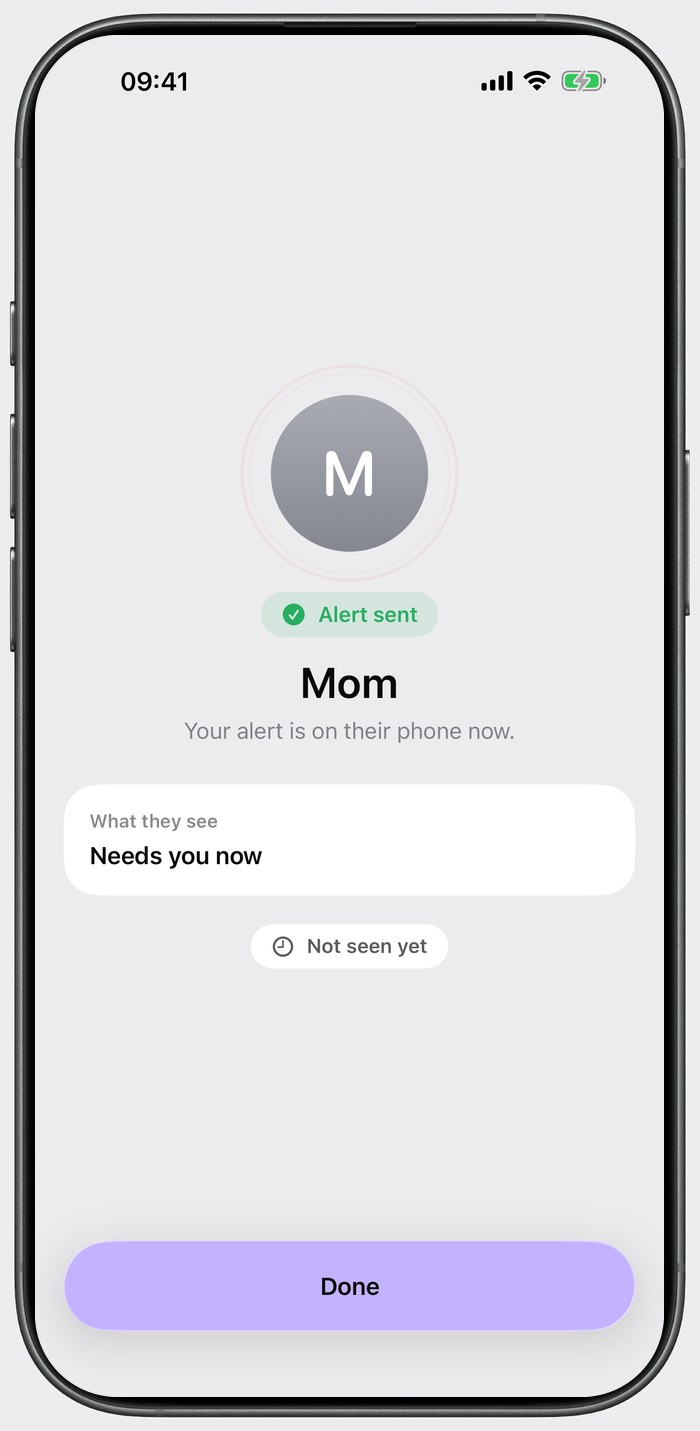 09:41
M
Alert sent
Mom
Your alert is on their phone now.
What they see
Needs you now
Not seen yet
Done